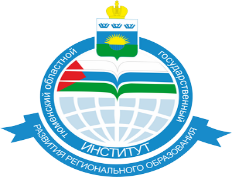 тюменский областной государственный
ИНСТИТУТ
РАЗВИТИЯ РЕГИОНАЛЬНОГО ОБРАЗОВАНИЯ